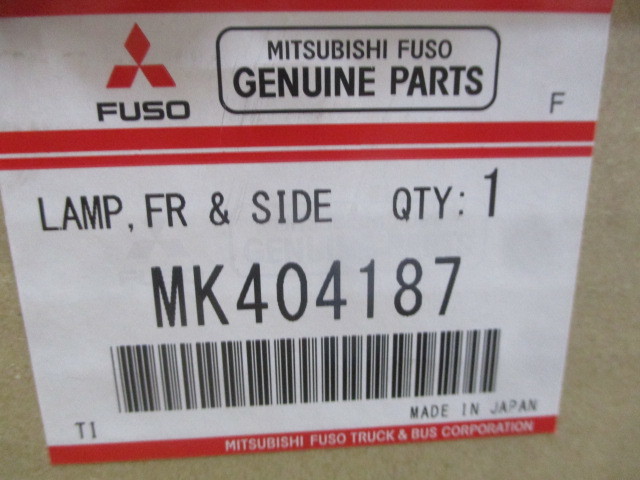 FUSO
MITSUBISHI FUSO
GENUINE PARTS
F
LAMP, FR & SIDE QTY: 1
MK404187
MADE IN JAPAN
TI
MITSUBISHI FUSO TRUCK & BUS CORPORATION